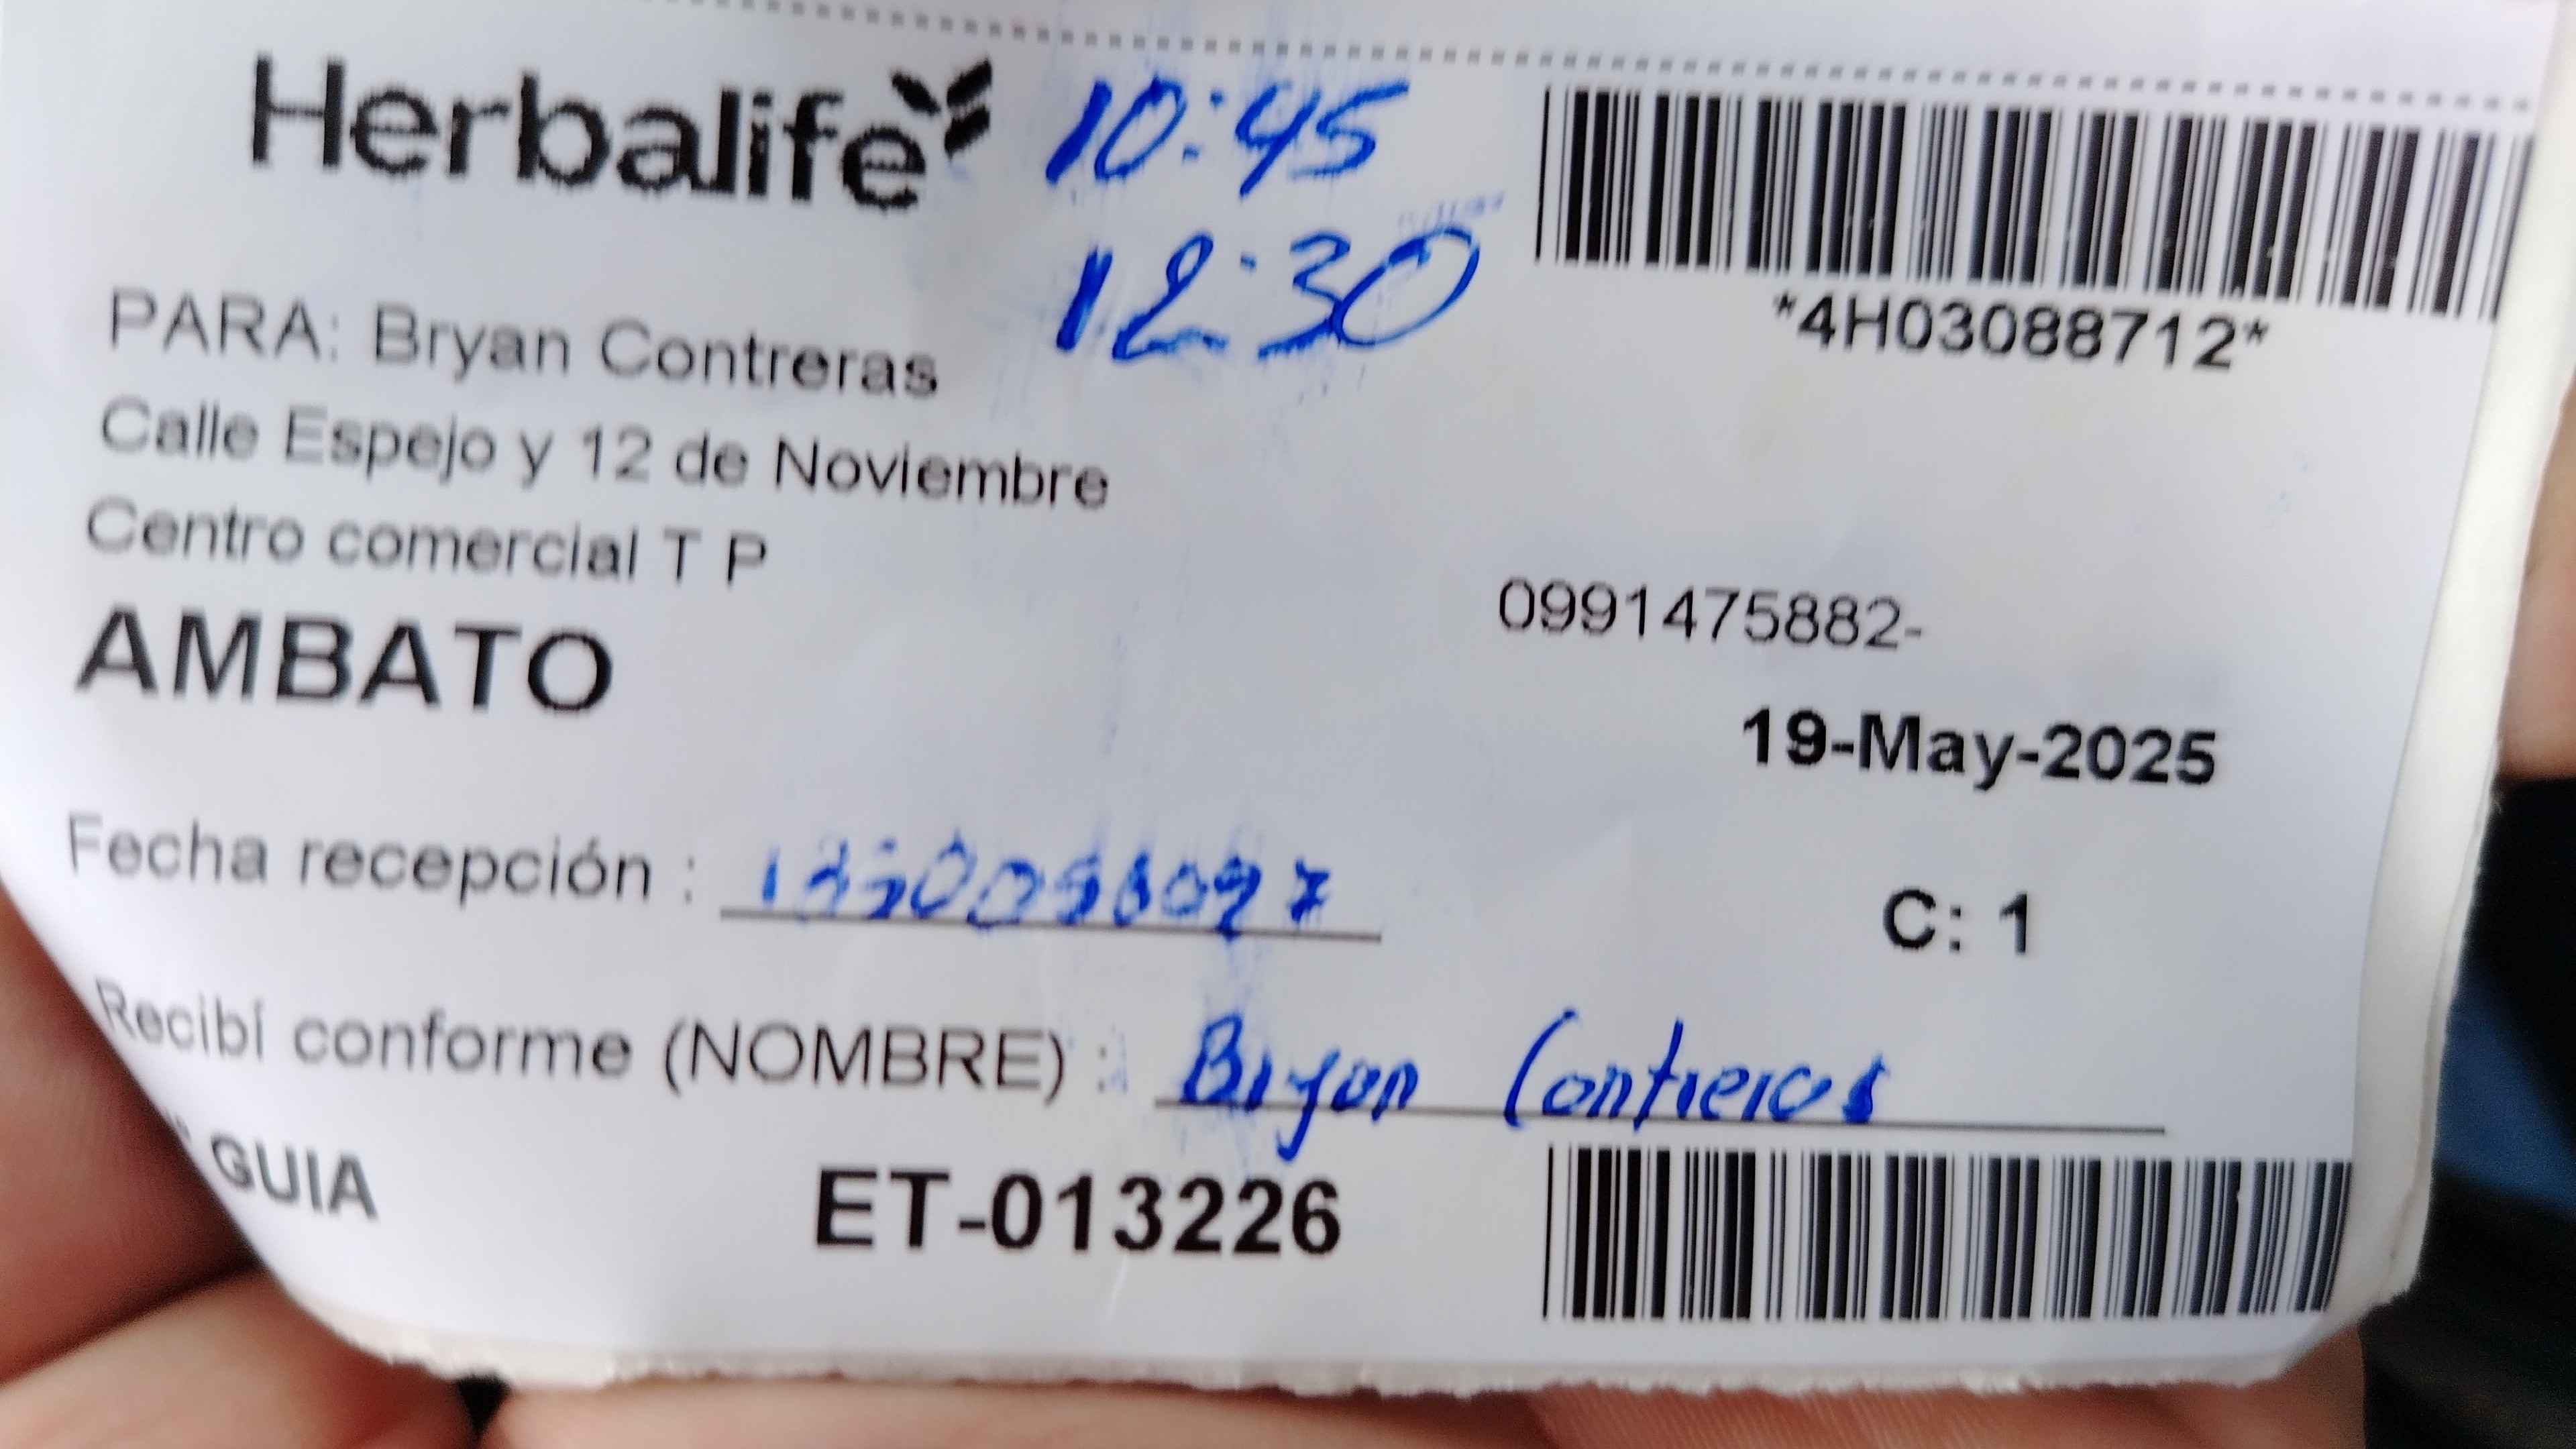 Herbalife
10:45
12:30
*4H03088712*
PARA: Bryan Contreras
Calle Espejo y 12 de Noviembre
Centro comercial T P
AMBATO
0991475882-
19-May-2025
Fecha recepción :
C: 1
Recibí conforme (NOMBRE) : Bryan Contreras
GUIA ET-013226